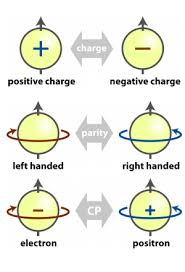 + charge −
positive charge negative charge
parity
left handed right handed
− CP +
electron positron